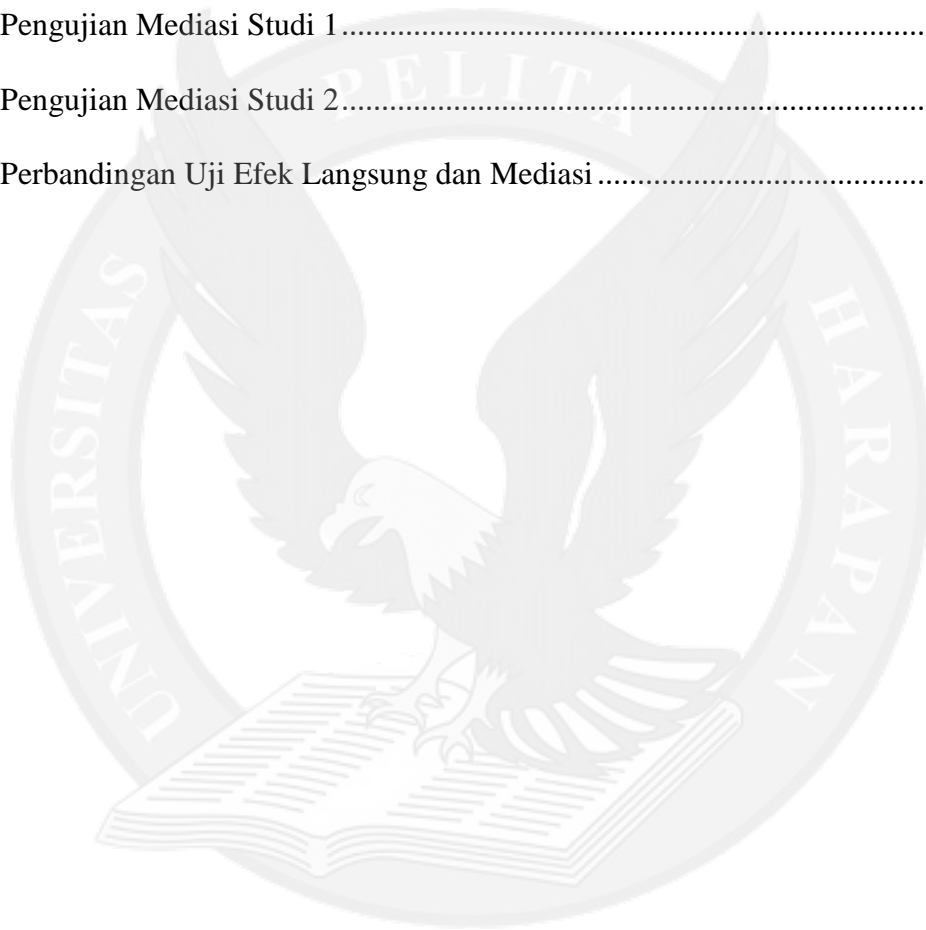 Pengujian Mediasi Studi 1........................................................................
Pengujian Mediasi Studi 2........................................................................
Perbandingan Uji Efek Langsung dan Mediasi........................................
UNIVERSITAS PELITA HARAPAN